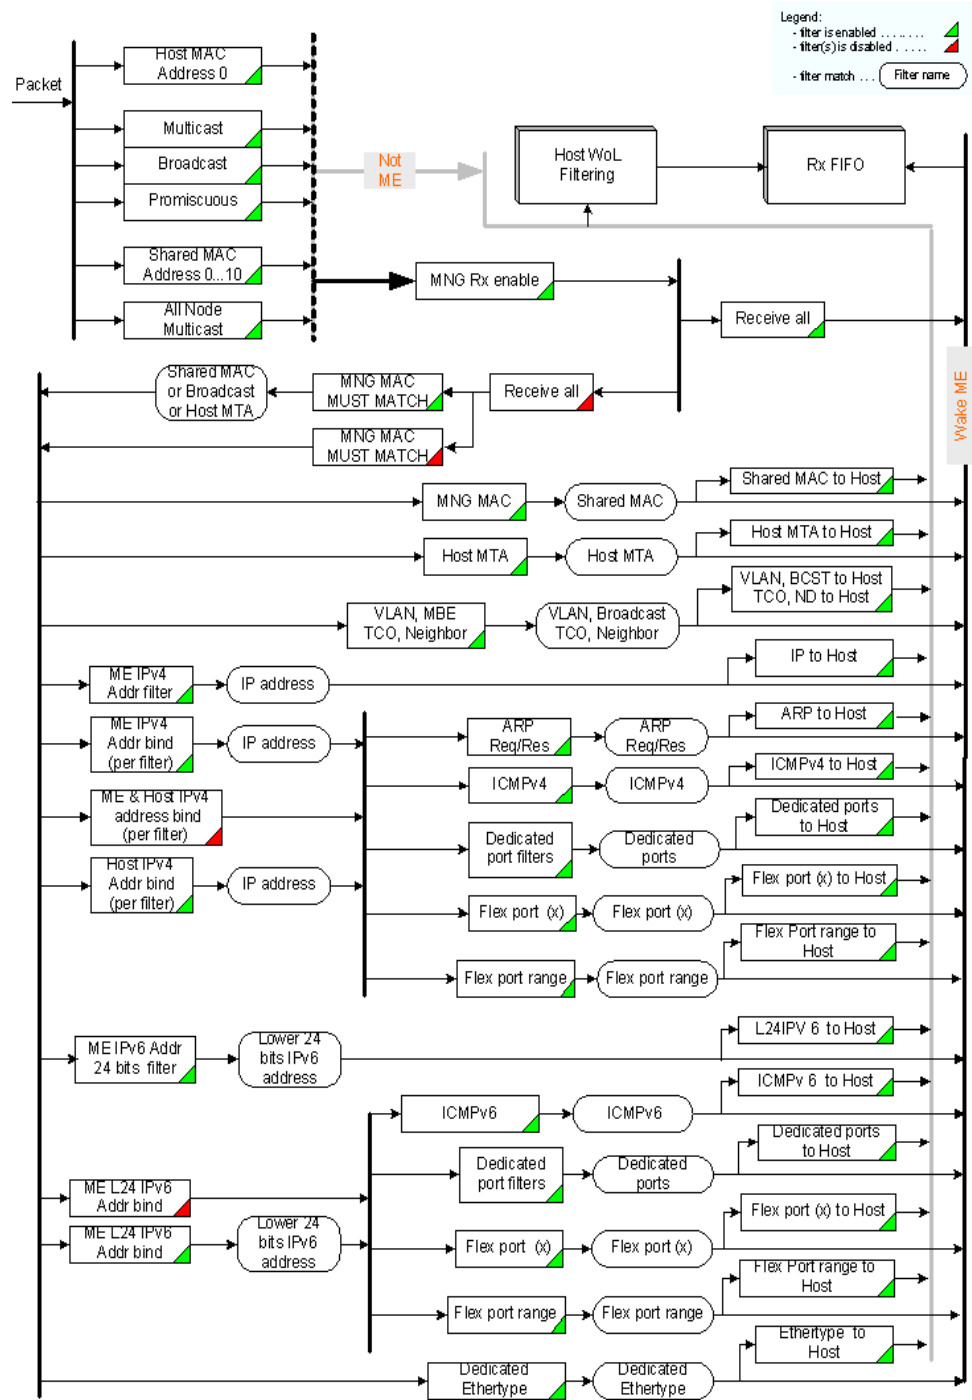 Legend:
- filter is enabled . . . . . . . .
- filter(s) is disabled . . . . . .
- filter match . . .
Filter name
Packet
Host MAC
Address 0
Multicast
Broadcast
Promiscuous
Shared MAC
Address 0...10
All Node
Multicast
Not
ME
Host WoL
Filtering
Rx FIFO
MNG Rx enable
Receive all
Wake ME
Shared MAC
or Broadcast
or Host MTA
MNG MAC
MUST MATCH
Receive all
MNG MAC
MUST MATCH
MNG MAC
Shared MAC
Shared MAC to Host
Host MTA
Host MTA
Host MTA to Host
VLAN, MBE
TCO, Neighbor
VLAN, Broadcast
TCO, Neighbor
VLAN, BCST to Host
TCO, ND to Host
ME IPv4
Addr filter
IP address
IP to Host
ME IPv4
Addr bind
(per filter)
IP address
ARP
Req/Res
ARP
Req/Res
ARP to Host
ME & Host IPv4
address bind
(per filter)
ICMPv4
ICMPv4
ICMPv4 to Host
Dedicated
port filters
Dedicated
ports
Dedicated ports
to Host
Host IPv4
Addr bind
(per filter)
IP address
Flex port (x)
Flex port (x)
Flex port (x) to Host
Flex port range
Flex port range
Flex Port range to
Host
ME IPv6 Addr
24 bits filter
Lower 24
bits IPv6
address
L24IPV 6 to Host
ICMPv6
ICMPv6
ICMPv 6 to Host
Dedicated
port filters
Dedicated
ports
Dedicated ports
to Host
ME L24 IPv6
Addr bind
ME L24 IPv6
Addr bind
Lower 24
bits IPv6
address
Flex port (x)
Flex port (x)
Flex port (x) to Host
Flex port range
Flex port range
Flex Port range to
Host
Dedicated
Ethertype
Dedicated
Ethertype
Ethertype to
Host